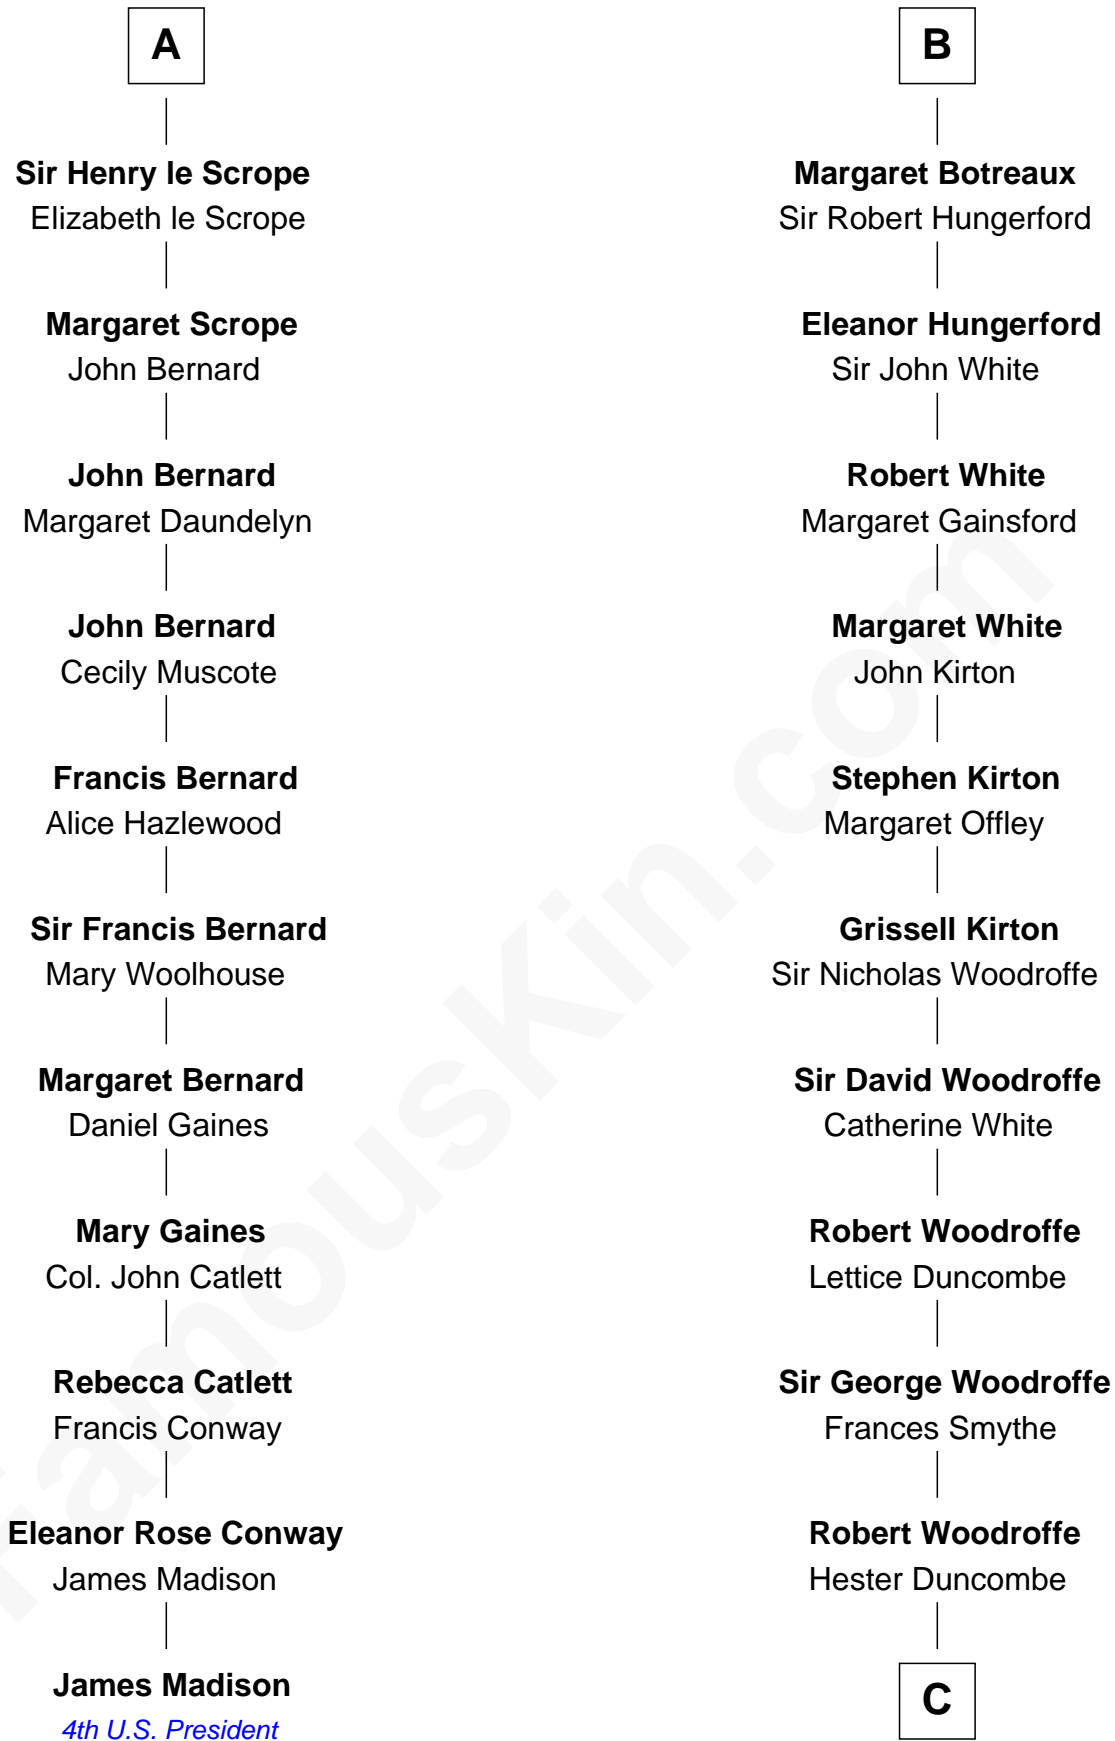 A
Sir Henry le Scrope
Elizabeth le Scrope
Margaret Scrope
John Bernard
John Bernard
Margaret Daundelyn
John Bernard
Cecily Muscote
Francis Bernard
Alice Hazlewood
Sir Francis Bernard
Mary Woolhouse
Margaret Bernard
Daniel Gaines
Mary Gaines
Col. John Catlett
Rebecca Catlett
Francis Conway
Eleanor Rose Conway
James Madison
James Madison
4th U.S. President
B
Margaret Botreaux
Sir Robert Hungerford
Eleanor Hungerford
Sir John White
Robert White
Margaret Gainsford
Margaret White
John Kirton
Stephen Kirton
Margaret Offley
Grissell Kirton
Sir Nicholas Woodroffe
Sir David Woodroffe
Catherine White
Robert Woodroffe
Lettice Duncombe
Sir George Woodroffe
Frances Smythe
Robert Woodroffe
Hester Duncombe
C
FamousKin.com